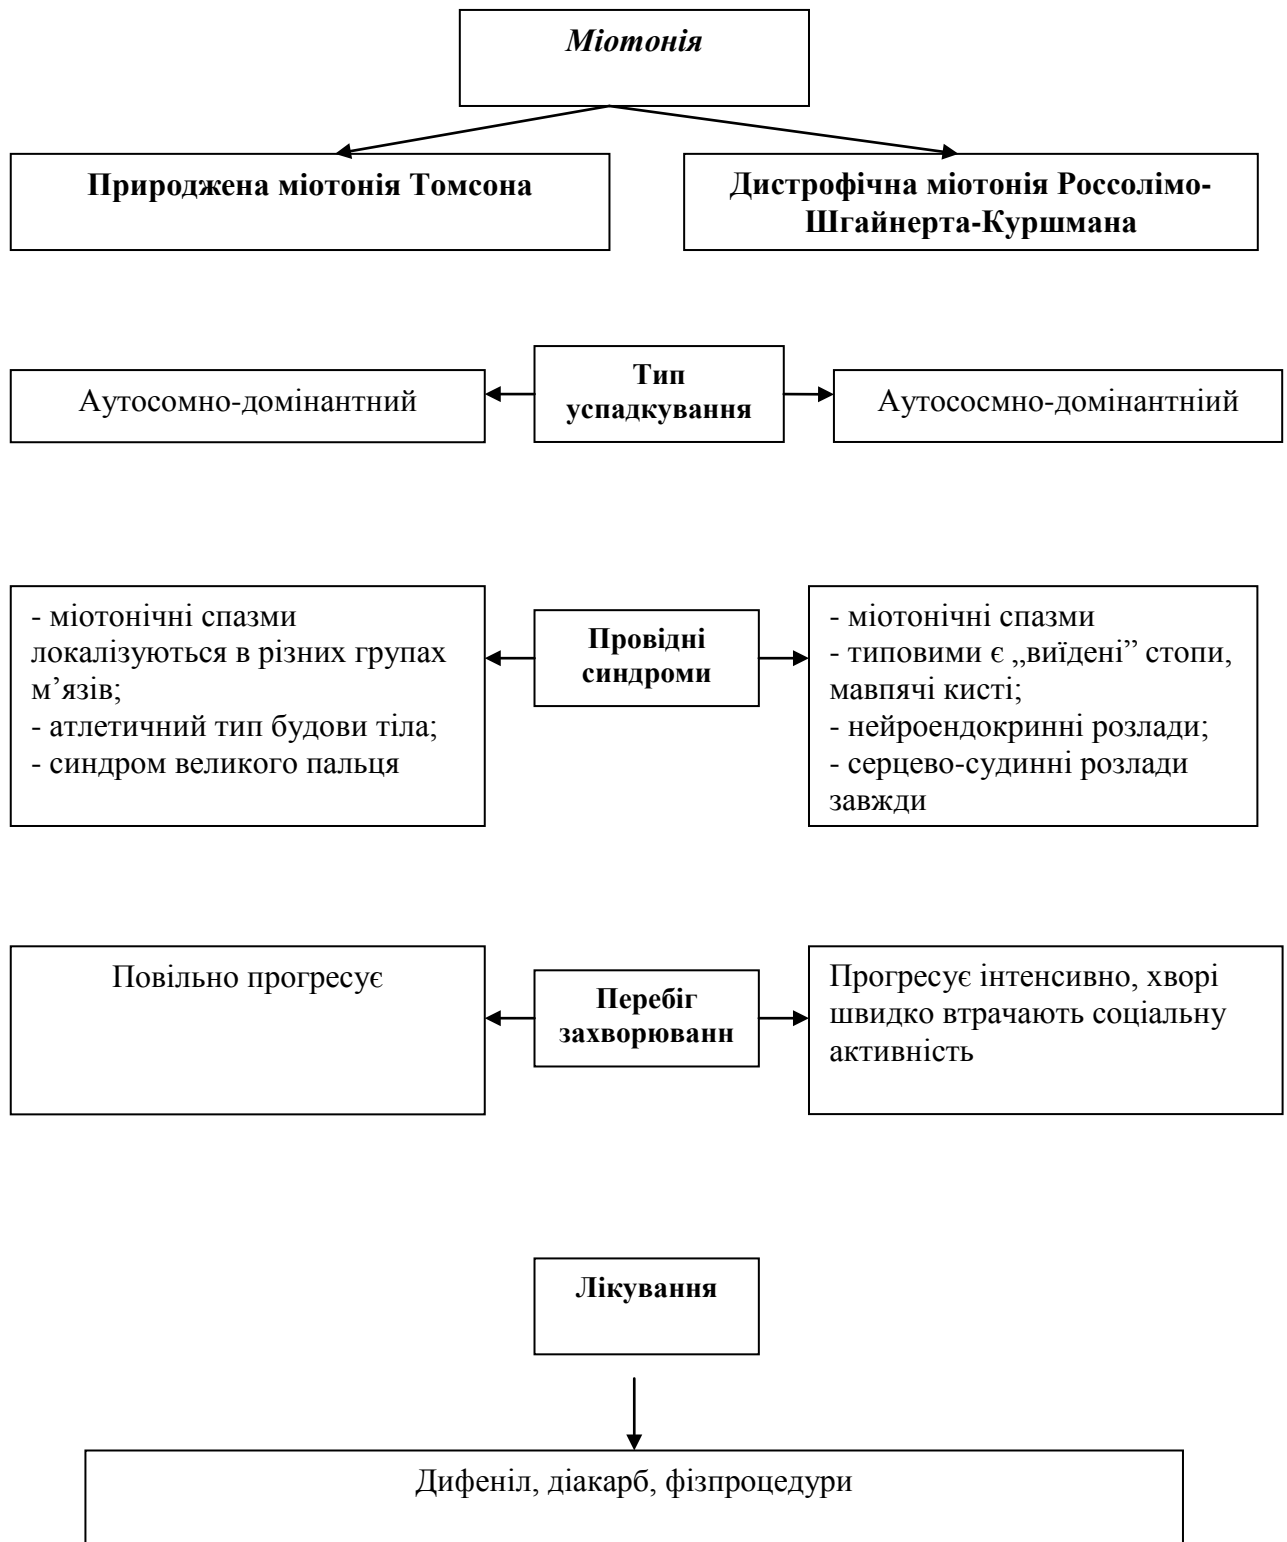 Міотонія
Природжена міотонія Томсона
Дистрофічна міотонія Россолімо-
Шгайнерта-Куршмана
Аутосомно-домінантний
Тип
успадкування
Аутососмно-домінантніий
- міотонічні спазми
локалізуються в різних групах
м’язів;
- атлетичний тип будови тіла;
- синдром великого пальця
Провідні
синдроми
- міотонічні спазми
- типовими є „виїдені” стопи,
мавпячі кисті;
- нейроендокринні розлади;
- серцево-судинні розлади
завжди
Повільно прогресує
Перебіг
захворюванн
Прогресує інтенсивно, хворі
швидко втрачають соціальну
активність
Лікування
Дифеніл, діакарб, фізпроцедури